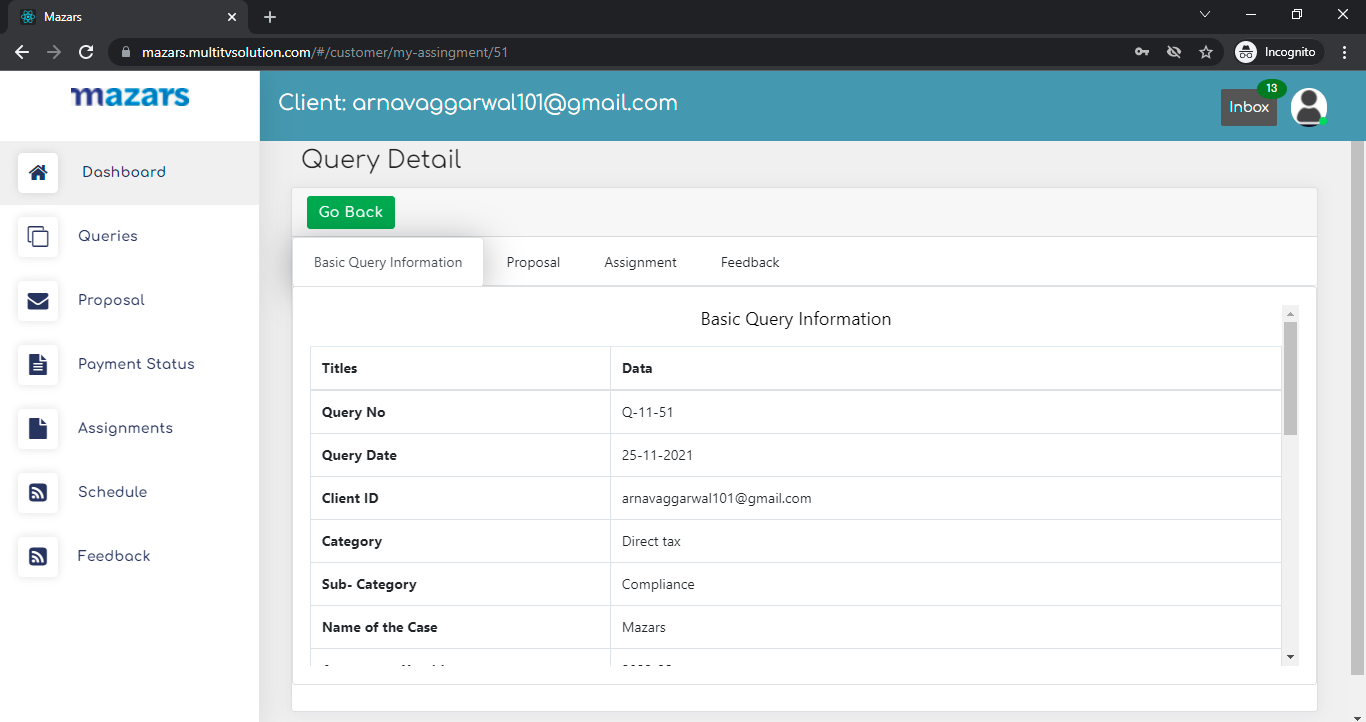 Mazars
mazars.multitvsolution.com/#/customer/my-assingment/51
Incognito
mazars
Client: arnavaggarwal101@gmail.com
Inbox
13
Dashboard
Queries
Proposal
Payment Status
Assignments
Schedule
Feedback
Query Detail
Go Back
Basic Query Information
Proposal
Assignment
Feedback
Basic Query Information
Titles Data
Query No Q-11-51
Query Date 25-11-2021
Client ID arnavaggarwal101@gmail.com
Category Direct tax
Sub- Category Compliance
Name of the Case Mazars